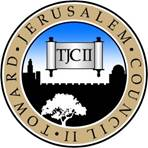 TOWARD • JERUSALEM • COUNCIL II •
TJCII